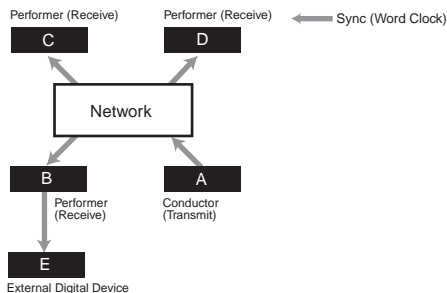 Performer (Receive)
Performer (Receive)
Sync (Word Clock)
C
D
Network
B
A
Performer
(Receive)
Conductor
(Transmit)
E
External Digital Device